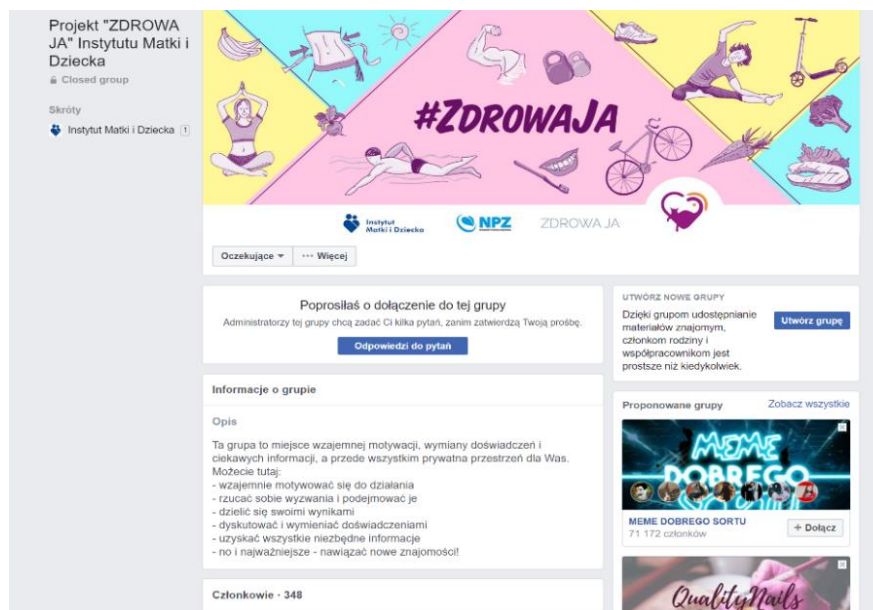 Projekt "ZDROWA
JA" Instytutu Matki i
Dziecka
Closed group
Skróty
Instytut Matki i Dziecka 1
#ZDROWAJA
Instytut
Matki i Dziecka
NPZ
ZDROWA JA
Oczekujące
Więcej
Poprosiłaś o dołączenie do tej grupy
Administratorzy tej grupy chcą zadać Ci kilka pytań, zanim zatwierdzą Twoją prośbę.
Odpowiedzi do pytań
Informacje o grupie
Opis
Ta grupa to miejsce wzajemnej motywacji, wymiany doświadczeń i
ciekawych informacji, a przede wszystkim prywatna przestrzeń dla Was.
Możecie tutaj:
- wzajemnie motywować się do działania
- rzucać sobie wyzwania i podejmować je
- dzielić się swoimi wynikami
- dyskutować i wymieniać doświadczeniami
- uzyskać wszystkie niezbędne informacje
- no i najważniejsze - nawiązać nowe znajomości!
Członkowie · 348
UTWÓRZ NOWE GRUPY
Dzięki grupom udostępnianie
materiałów znajomym,
członkom rodziny i
współpracownikom jest
prostsze niż kiedykolwiek.
Utwórz grupę
Proponowane grupy
Zobacz wszystkie
MEME
DOBREGO
SORTU
MEME DOBREGO SORTU
71 172 członków
+ Dołącz
QualityNails